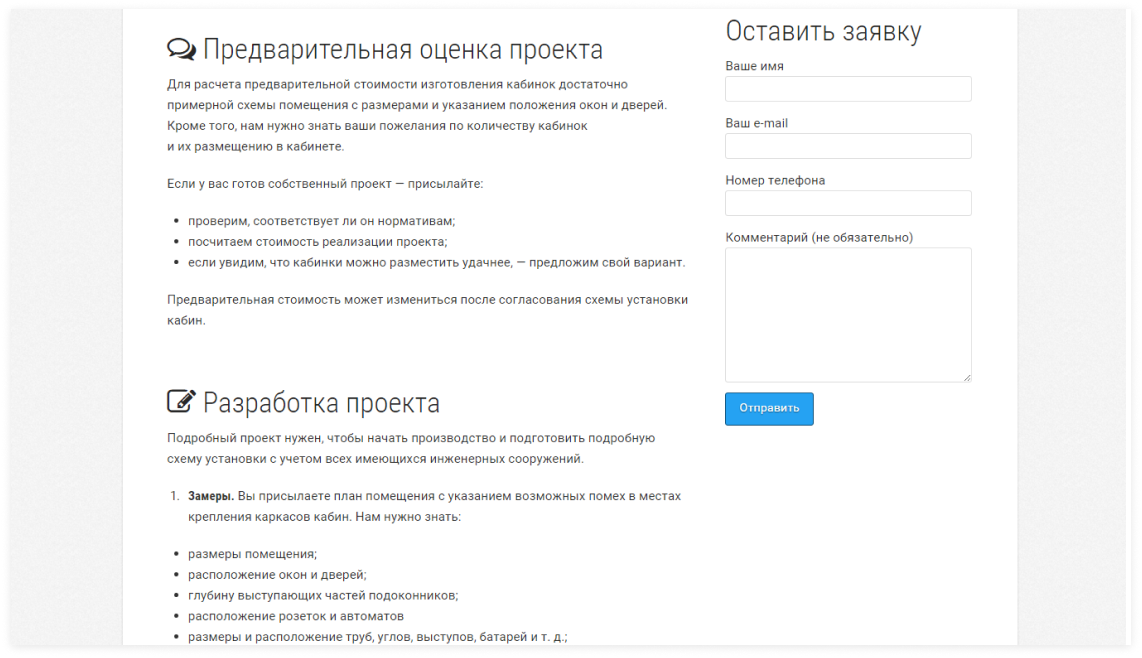 Предварительная оценка проекта
Для расчета предварительной стоимости изготовления кабинок достаточно
примерной схемы помещения с размерами и указанием положения окон и дверей.
Кроме того, нам нужно знать ваши пожелания по количеству кабинок
и их размещению в кабинете.
Если у вас готов собственный проект — присылайте:
• проверим, соответствует ли он нормативам;
• посчитаем стоимость реализации проекта;
• если увидим, что кабинки можно разместить удачнее, — предложим свой вариант.
Предварительная стоимость может измениться после согласования схемы установки
кабин.
Разработка проекта
Подробный проект нужен, чтобы начать производство и подготовить подробную
схему установки с учетом всех имеющихся инженерных сооружений.
1. Замеры. Вы присылаете план помещения с указанием возможных помех в местах
крепления каркасов кабин. Нам нужно знать:
• размеры помещения;
• расположение окон и дверей;
• глубину выступающих частей подоконников;
• расположение розеток и автоматов
• размеры и расположение труб, углов, выступов, батарей и т. д.;
Оставить заявку
Ваше имя
Ваш e-mail
Номер телефона
Комментарий (не обязательно)
Отправить